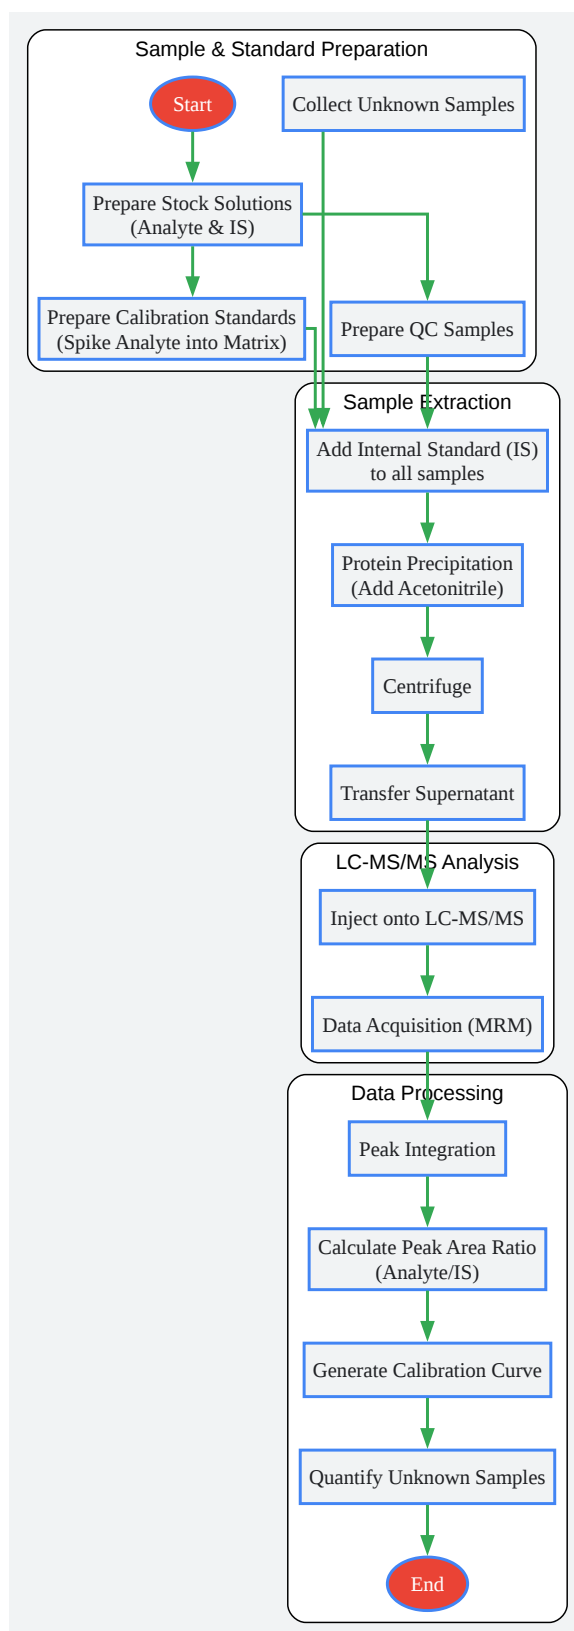 Sample & Standard Preparation
Start
Collect Unknown Samples
Prepare Stock Solutions
(Analyte & IS)
Prepare Calibration Standards
(Spike Analyte into Matrix)
Prepare QC Samples
Sample Extraction
Add Internal Standard (IS)
to all samples
Protein Precipitation
(Add Acetonitrile)
Centrifuge
Transfer Supernatant
LC-MS/MS Analysis
Inject onto LC-MS/MS
Data Acquisition (MRM)
Data Processing
Peak Integration
Calculate Peak Area Ratio
(Analyte/IS)
Generate Calibration Curve
Quantify Unknown Samples
End